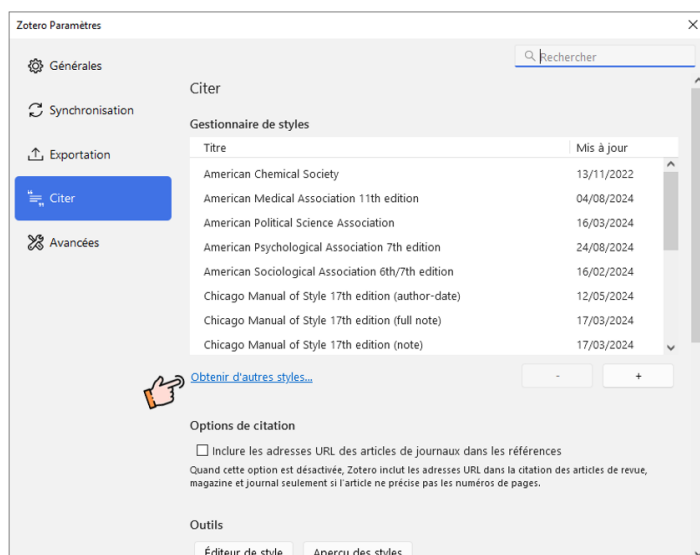 Zotero Paramètres
Rechercher
Générales
Synchronisation
Exportation
Citer
Avancées
Citer
Gestionnaire de styles
Titre Mis à jour
American Chemical Society 13/11/2022
American Medical Association 11th edition 04/08/2024
American Political Science Association 16/03/2024
American Psychological Association 7th edition 24/08/2024
American Sociological Association 6th/7th edition 16/02/2024
Chicago Manual of Style 17th edition (author-date) 12/05/2024
Chicago Manual of Style 17th edition (full note) 17/03/2024
Chicago Manual of Style 17th edition (note) 17/03/2024
Obtenir d'autres styles... - +
Options de citation
Inclure les adresses URL des articles de journaux dans les références
Quand cette option est désactivée, Zotero inclut les adresses URL dans la citation des articles de revue,
magazine et journal seulement si l'article ne précise pas les numéros de pages.
Outils
Éditeur de style Aperçu des styles